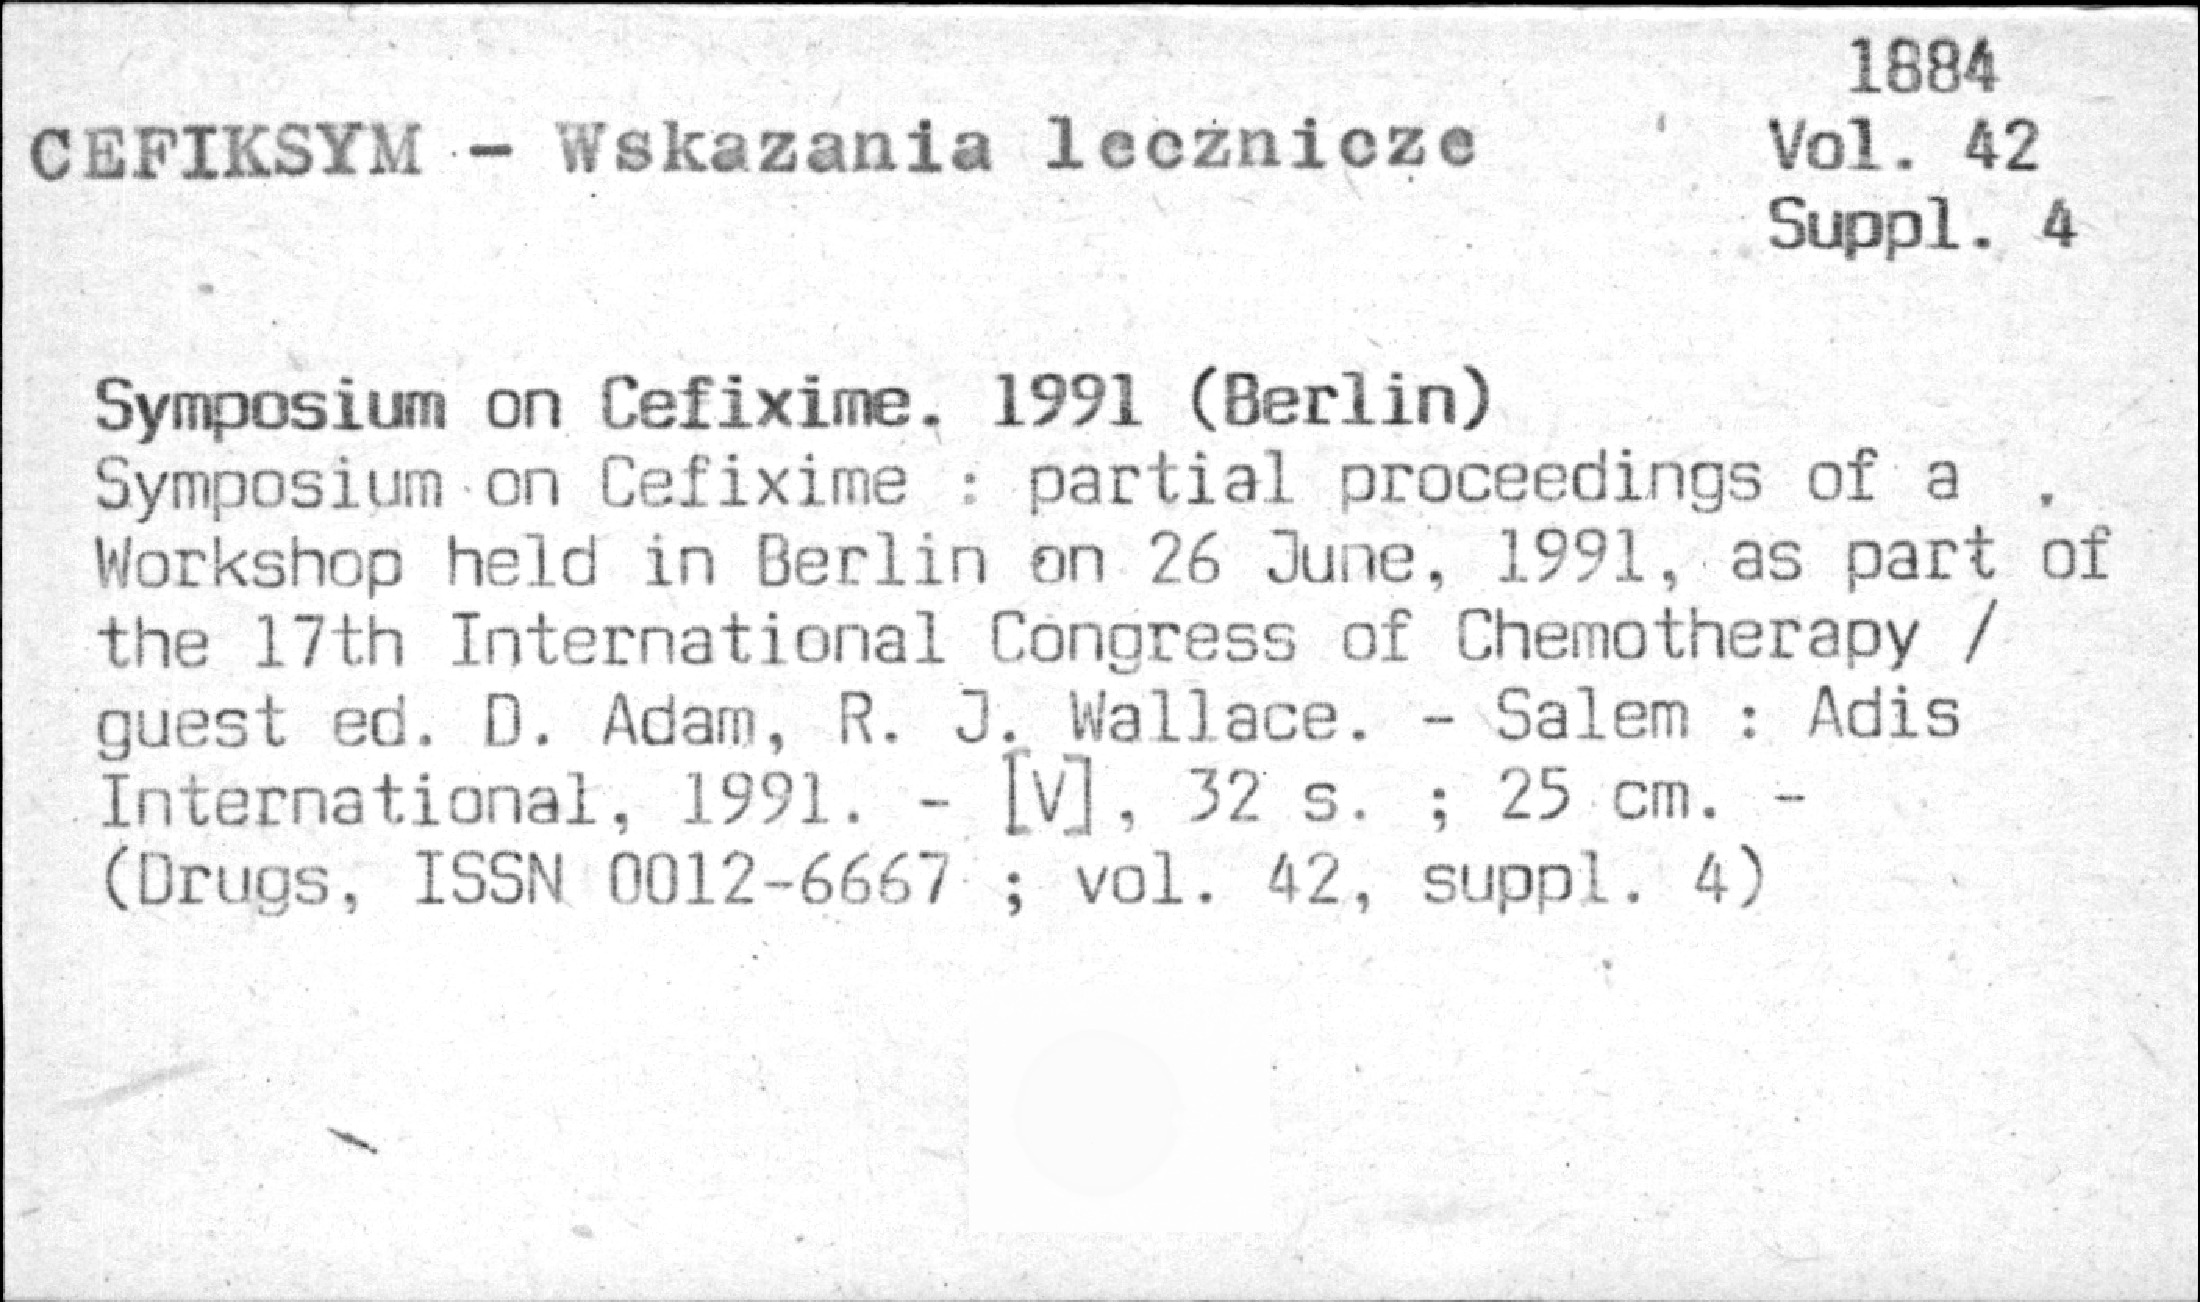 1884
CEFIKSYM - Wskazania lecznicze
Vol. 42
Suppl. 4
Symposium on Cefixime. 1991 (Berlin)
Symposium on Cefixime : partial proceedings of a
Workshop held in Berlin on 26 June, 1991, as part of
the 17th International Congress of Chemotherapy /
guest ed. D. Adam, R. J. Wallace. - Salem : Adis
International, 1991. - [V], 32 s. ; 25 cm. -
(Drugs, ISSN 0012-6667 ; vol. 42, suppl. 4)